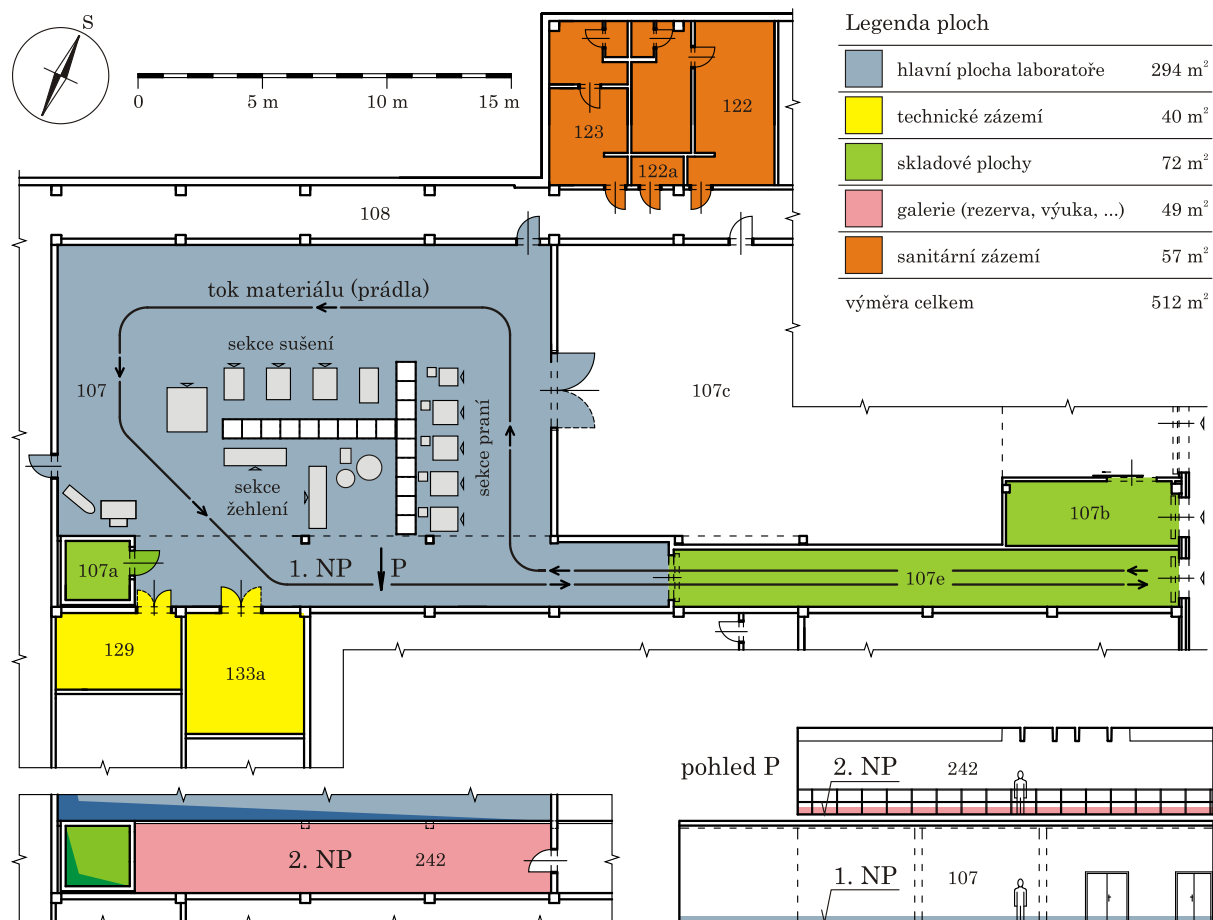 S
0 5 m 10 m 15 m
Legenda ploch
hlavní plocha laboratoře 294 m²
technické zázemí 40 m²
skladové plochy 72 m²
galerie (rezerva, výuka, ...) 49 m²
sanitární zázemí 57 m²
výměra celkem 512 m²
123
122
122a
108
tok materiálu (prádla)
sekce sušení
107
107c
sekce praní
sekce
žehlení
107b
107a
1. NP
P
107e
129
133a
pohled P
2. NP
242
2. NP
242
1. NP
107